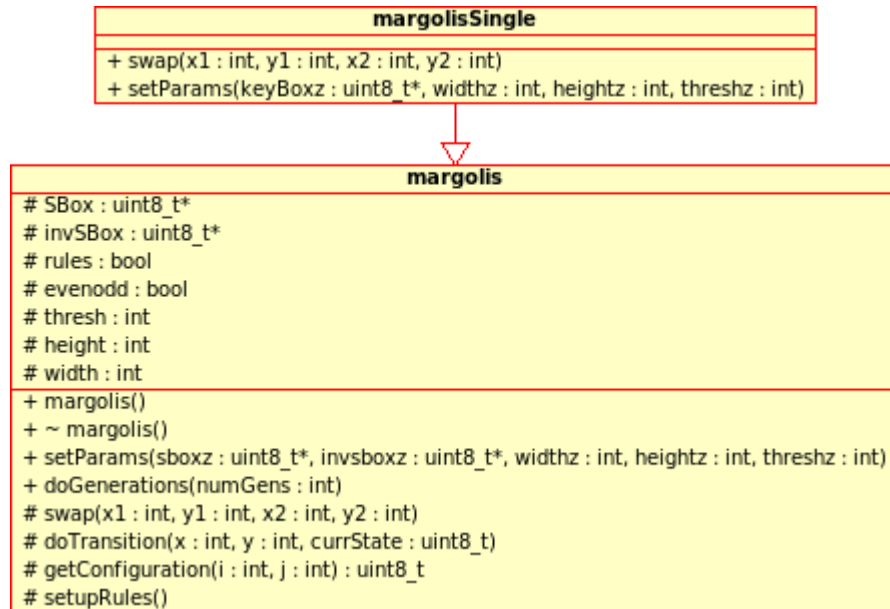 margolisSingle
+ swap(x1 : int, y1 : int, x2 : int, y2 : int)
+ setParams(keyBoxz : uint8_t*, widthz : int, heightz : int, threshz : int)
margolis
# SBox : uint8_t*
# invSBox : uint8_t*
# rules : bool
# evenodd : bool
# thresh : int
# height : int
# width : int
+ margolis()
+ ~ margolis()
+ setParams(sboxz : uint8_t*, invsboxz : uint8_t*, widthz : int, heightz : int, threshz : int)
+ doGenerations(numGens : int)
# swap(x1 : int, y1 : int, x2 : int, y2 : int)
# doTransition(x : int, y : int, currState : uint8_t)
# getConfiguration(i : int, j : int) : uint8_t
# setupRules()